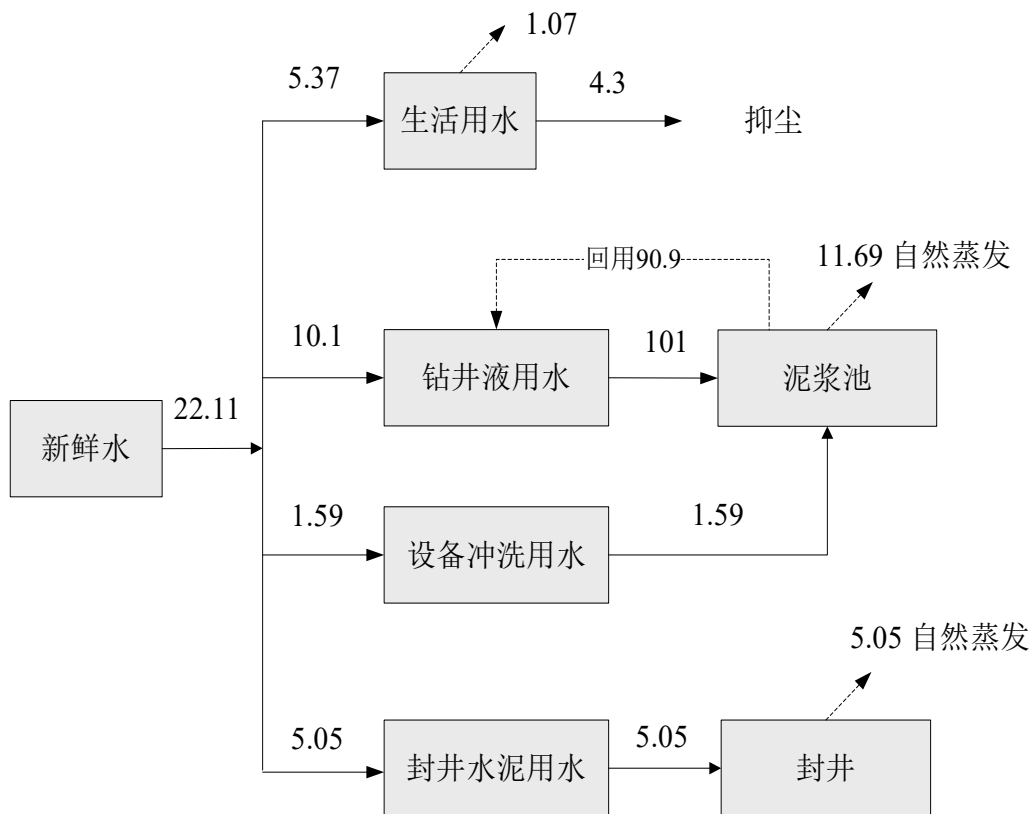 1.07
5.37
4.3
生活用水
抑尘
回用90.9
11.69 自然蒸发
10.1
101
钻井液用水
泥浆池
22.11
新鲜水
1.59
1.59
设备冲洗用水
5.05 自然蒸发
5.05
5.05
封井水泥用水
封井